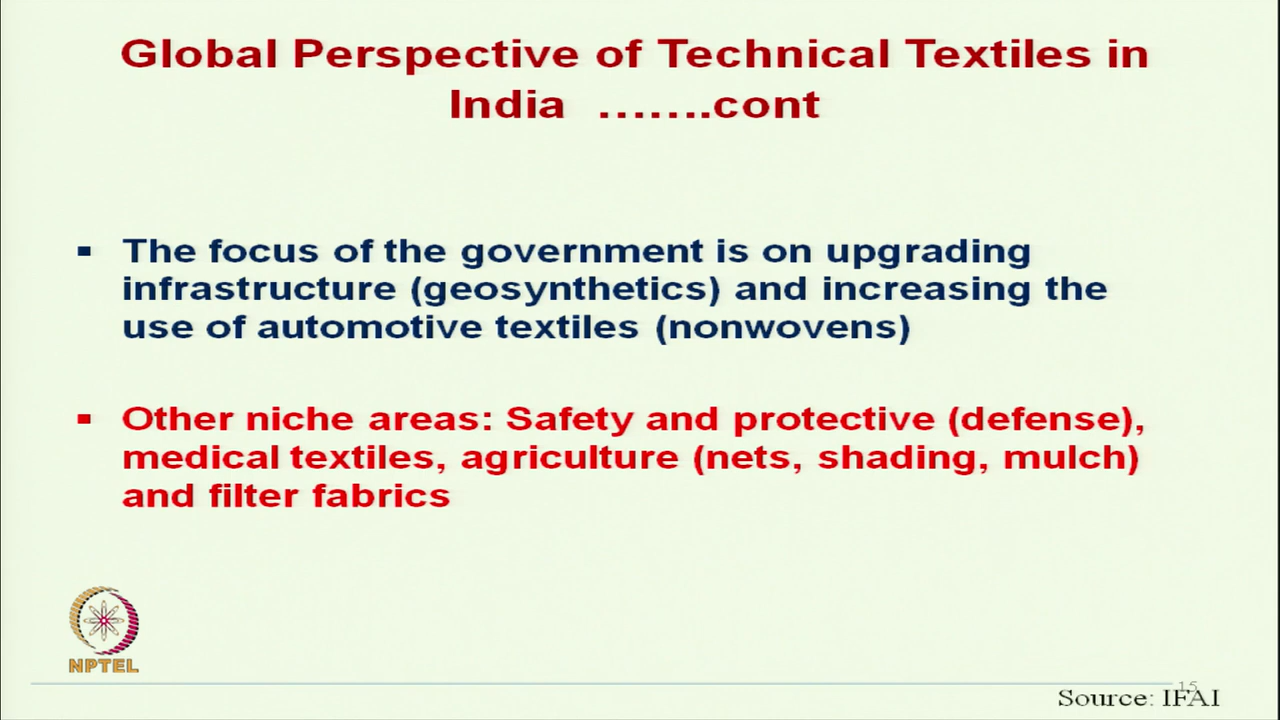 Global Perspective of Technical Textiles in
India …….cont
▪ The focus of the government is on upgrading
infrastructure (geosynthetics) and increasing the
use of automotive textiles (nonwovens)
▪ Other niche areas: Safety and protective (defense),
medical textiles, agriculture (nets, shading, mulch)
and filter fabrics
NPTEL
15
Source: IFAI